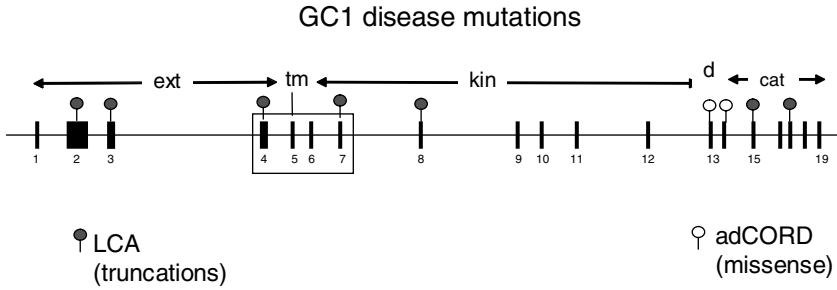 GC1 disease mutations
ext tm kin d cat
1 2 3 4 5 6 7 8 9 10 11 12 13 15 19
LCA
(truncations)
adCORD
(missense)